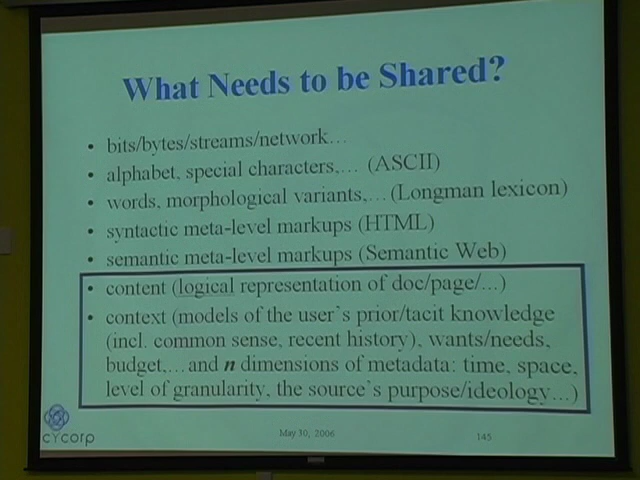 What Needs to be Shared?
• bits/bytes/streams/network…
• alphabet, special characters,… (ASCII)
• words, morphological variants,… (Longman lexicon)
• syntactic meta-level markups (HTML)
• semantic meta-level markups (Semantic Web)
• content (logical representation of doc/page/...)
• context (models of the user's prior/tacit knowledge
(incl. common sense, recent history), wants/needs,
budget,… and n dimensions of metadata: time, space,
level of granularity, the source's purpose/ideology…)
cycorp
May 30, 2006
145